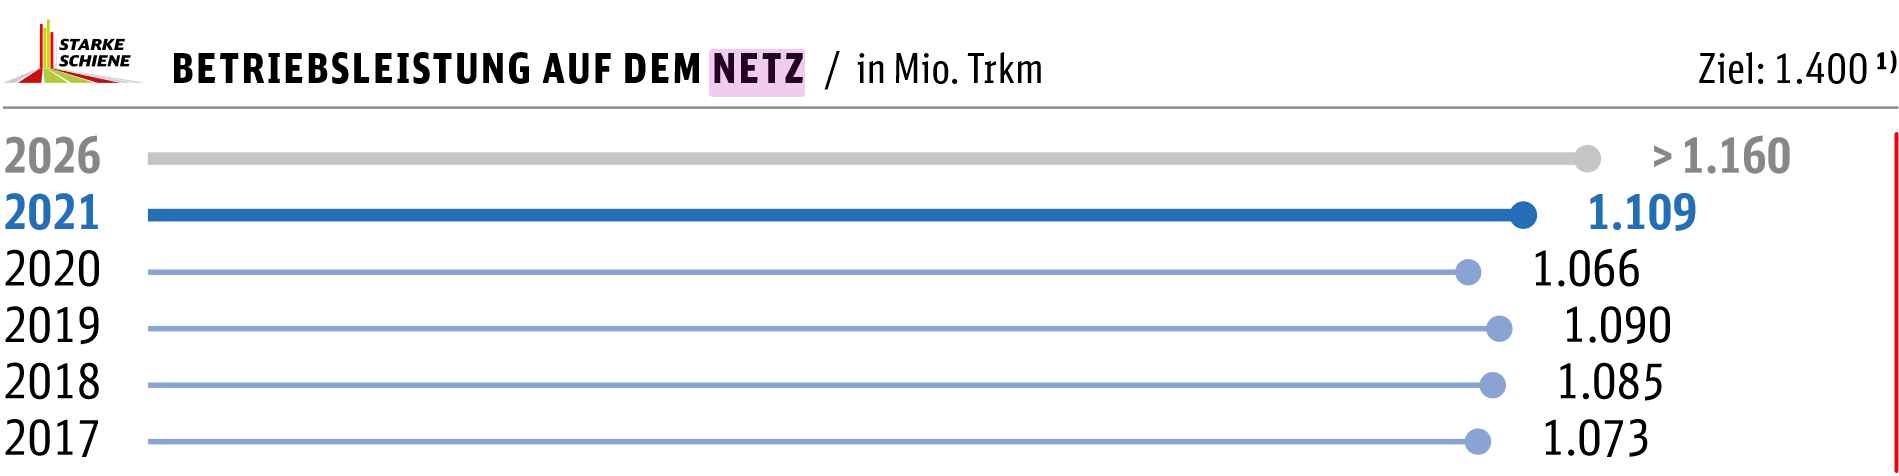 STARKE
SCHIENE
BETRIEBSLEISTUNG AUF DEM NETZ / in Mio. Trkm
Ziel: 1.400 ¹⁾
2026 > 1.160
2021 1.109
2020 1.066
2019 1.090
2018 1.085
2017 1.073